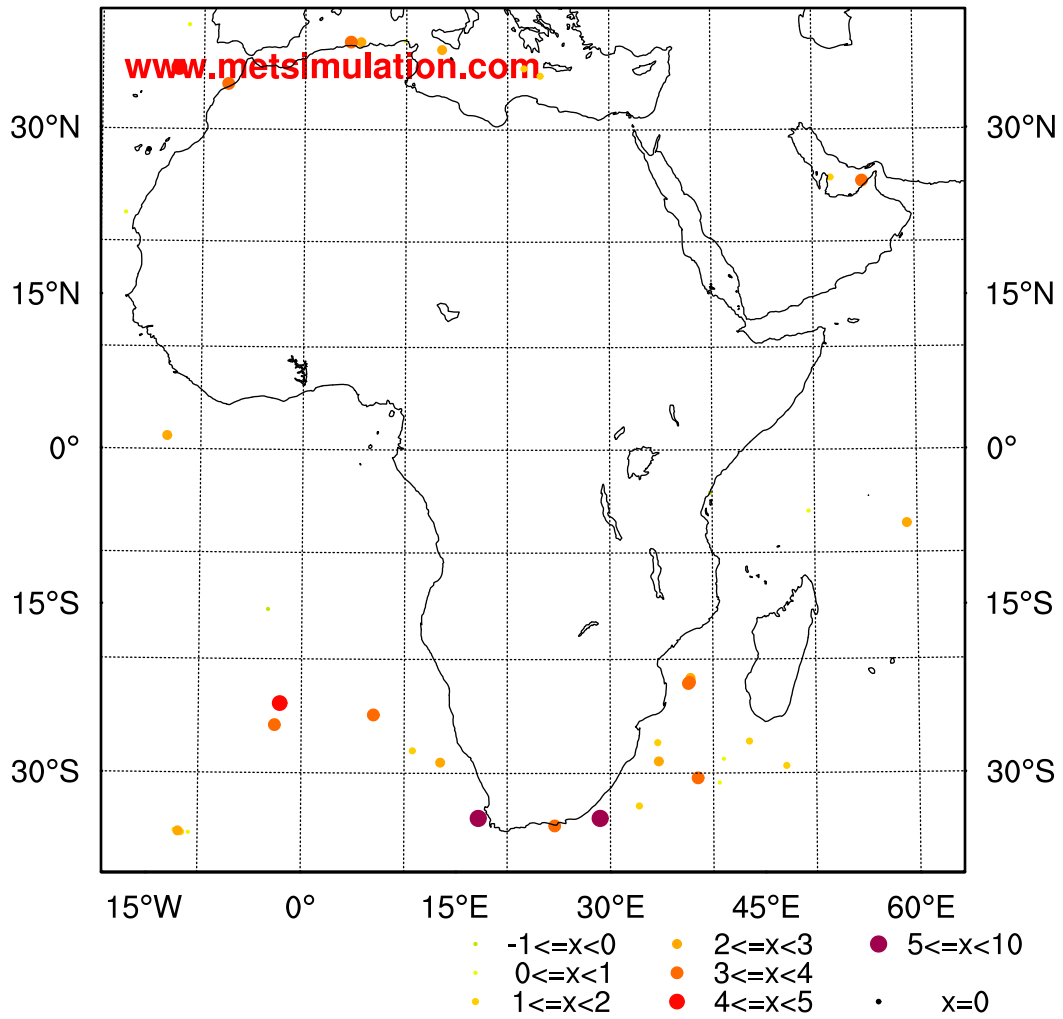 www.metsimulation.com
30°N 30°N
15°N 15°N
0° 0°
15°S 15°S
30°S 30°S
15°W 0° 15°E 30°E 45°E 60°E
-1<=x<0 2<=x<3 5<=x<10
0<=x<1 3<=x<4
1<=x<2 4<=x<5 x=0